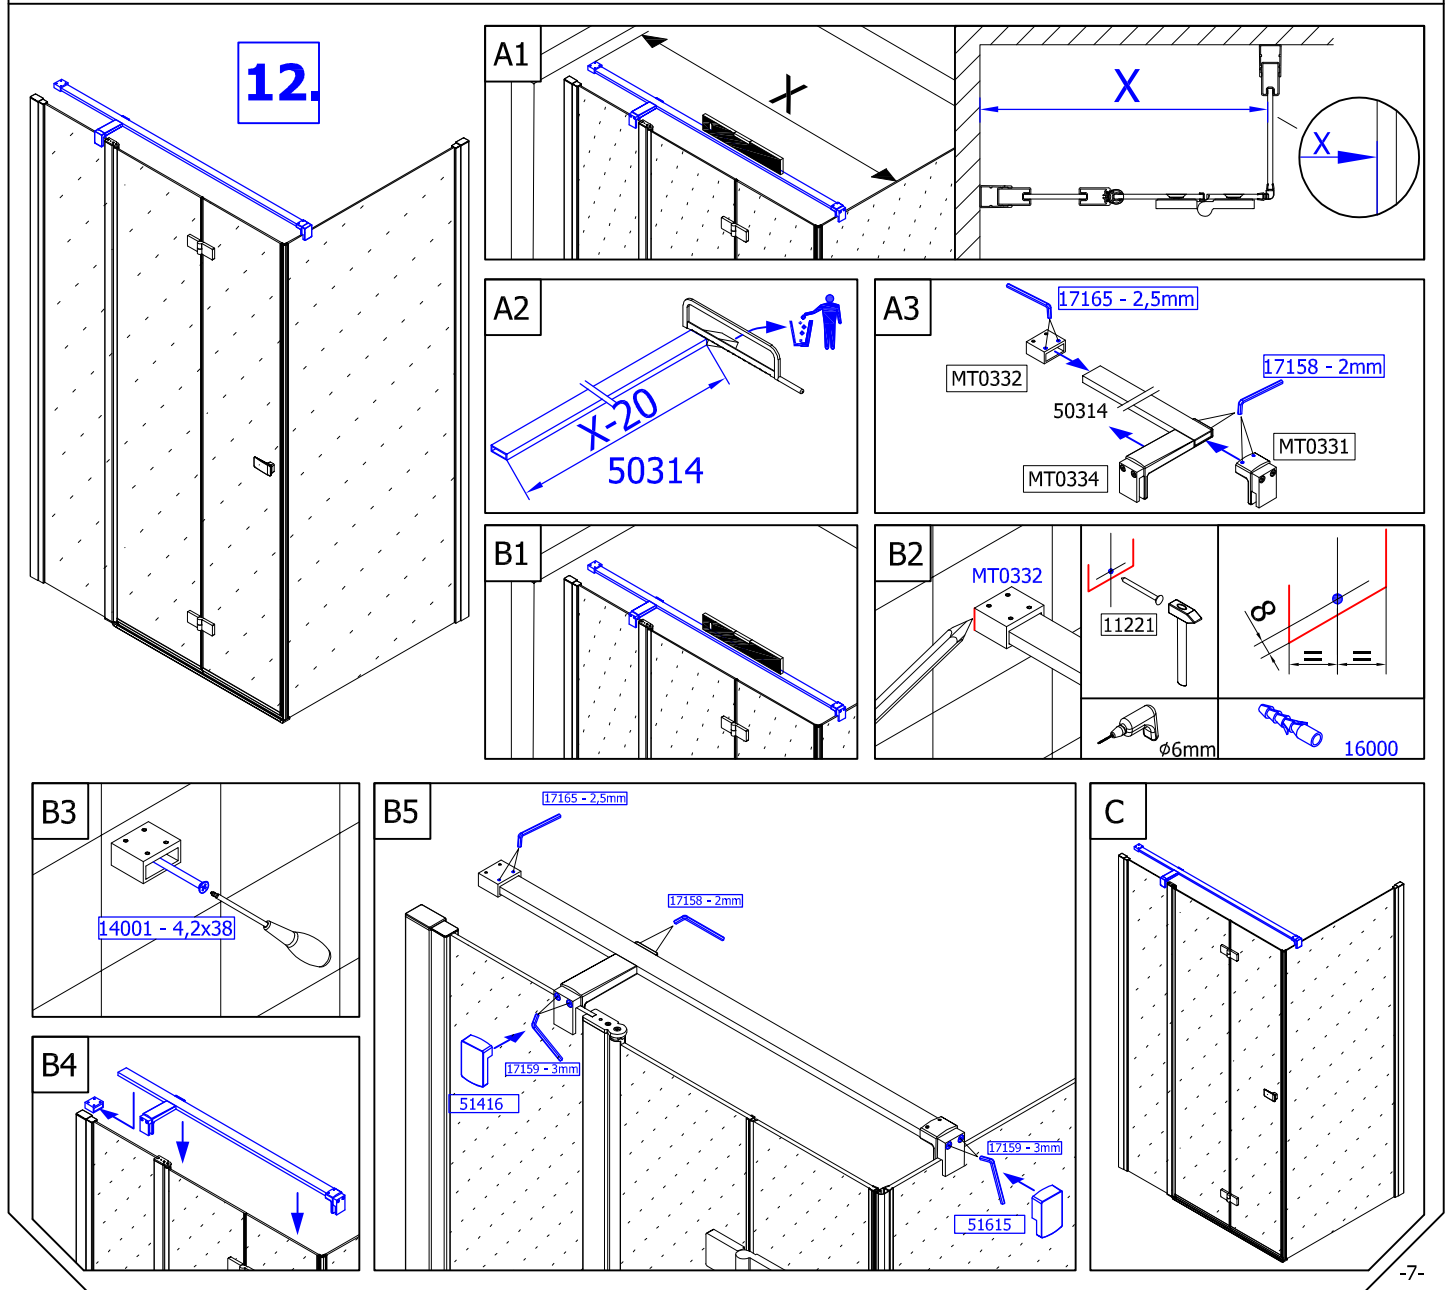 12.
A1
X
X
X
A2
X-20
50314
A3
17165 - 2,5mm
MT0332
17158 - 2mm
50314
MT0331
MT0334
B1
B2
MT0332
11221
8
= =
ø6mm
16000
B3
14001 - 4,2x38
B4
B5
17165 - 2,5mm
17158 - 2mm
17159 - 3mm
51416
17159 - 3mm
51615
C
-7-